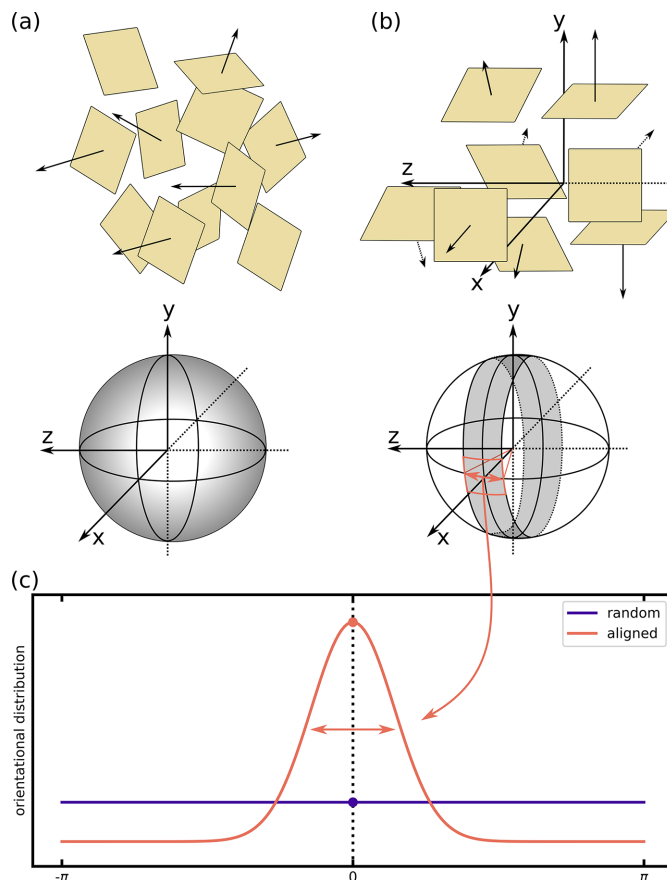 (a)
(b)
y
z
x
y
z
x
y
z
x
(c)
orientational distribution
random
aligned
-π
0
π